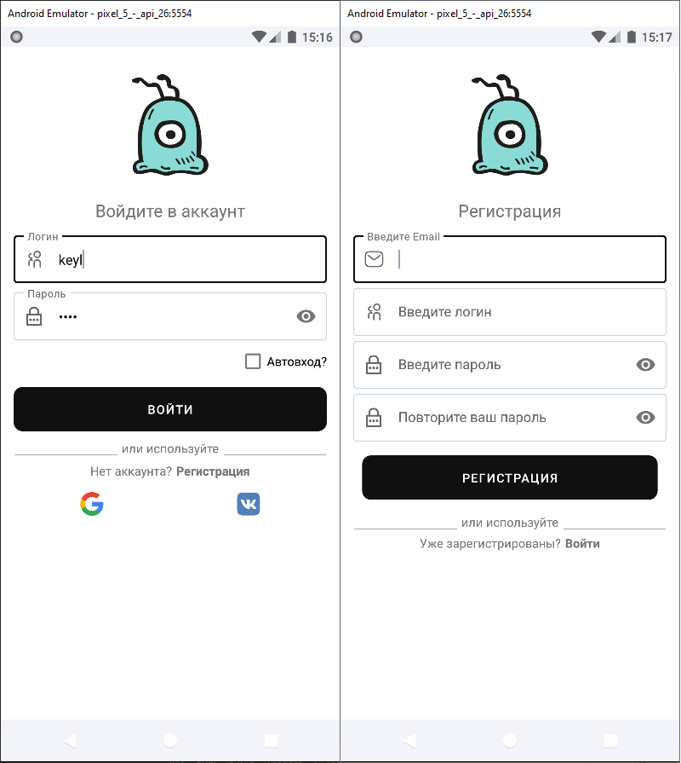 Android Emulator - pixel_5_-_api_26:5554
15:16
Войдите в аккаунт
Логин
keyl
Пароль
••••
Автовход?
ВОЙТИ
или используйте
Нет аккаунта? Регистрация
Android Emulator - pixel_5_-_api_26:5554
15:17
Регистрация
Введите Email
Введите логин
Введите пароль
Повторите ваш пароль
РЕГИСТРАЦИЯ
или используйте
Уже зарегистрированы? Войти